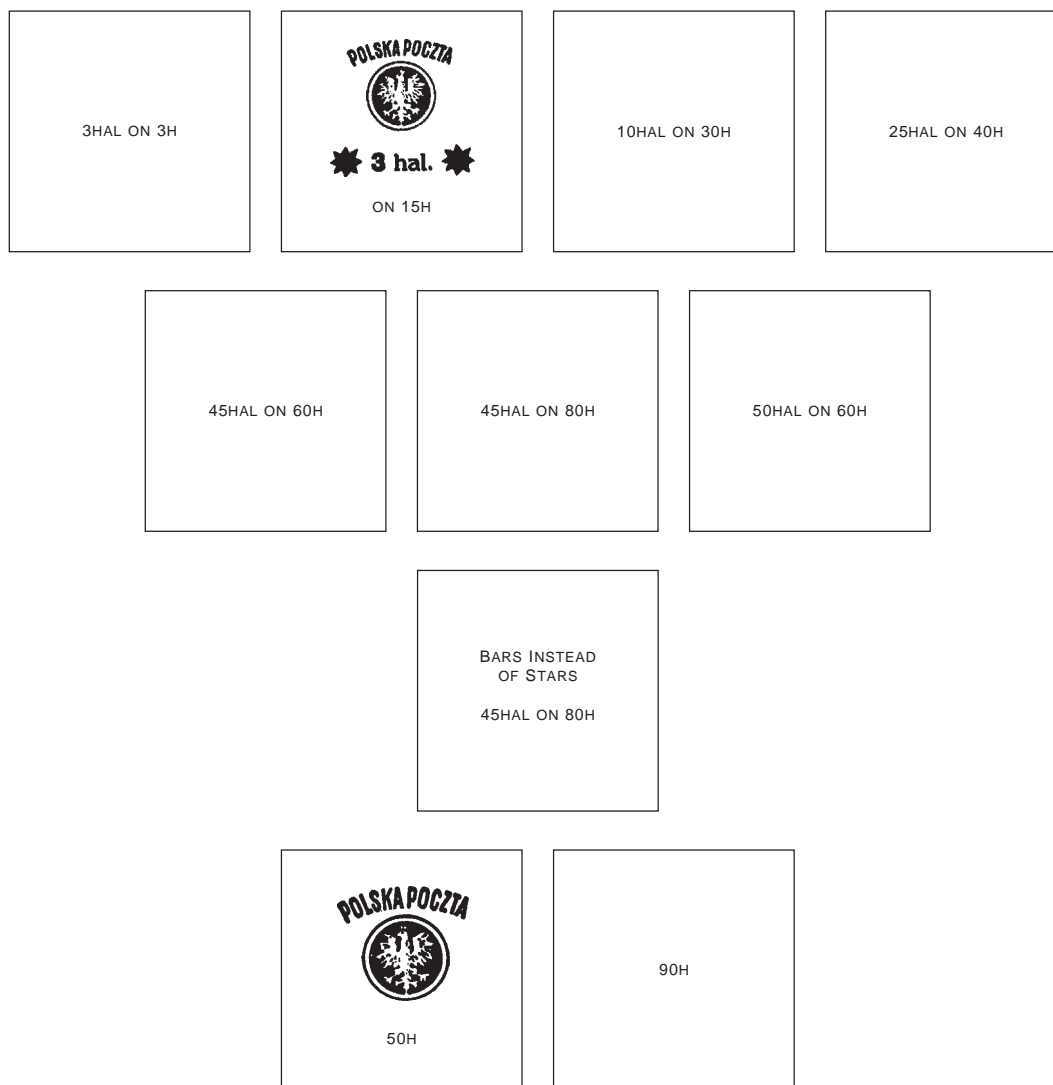 3HAL ON 3H
POLSKA POCZTA
3 hal.
ON 15H
10HAL ON 30H
25HAL ON 40H
45HAL ON 60H
45HAL ON 80H
50HAL ON 60H
BARS INSTEAD
OF STARS
45HAL ON 80H
POLSKA POCZTA
50H
90H